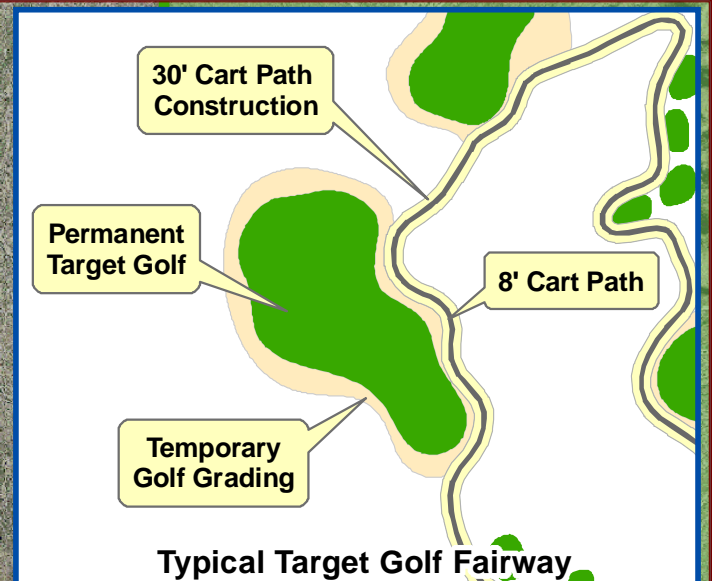 30' Cart Path
Construction
Permanent
Target Golf
8' Cart Path
Temporary
Golf Grading
Typical Target Golf Fairway